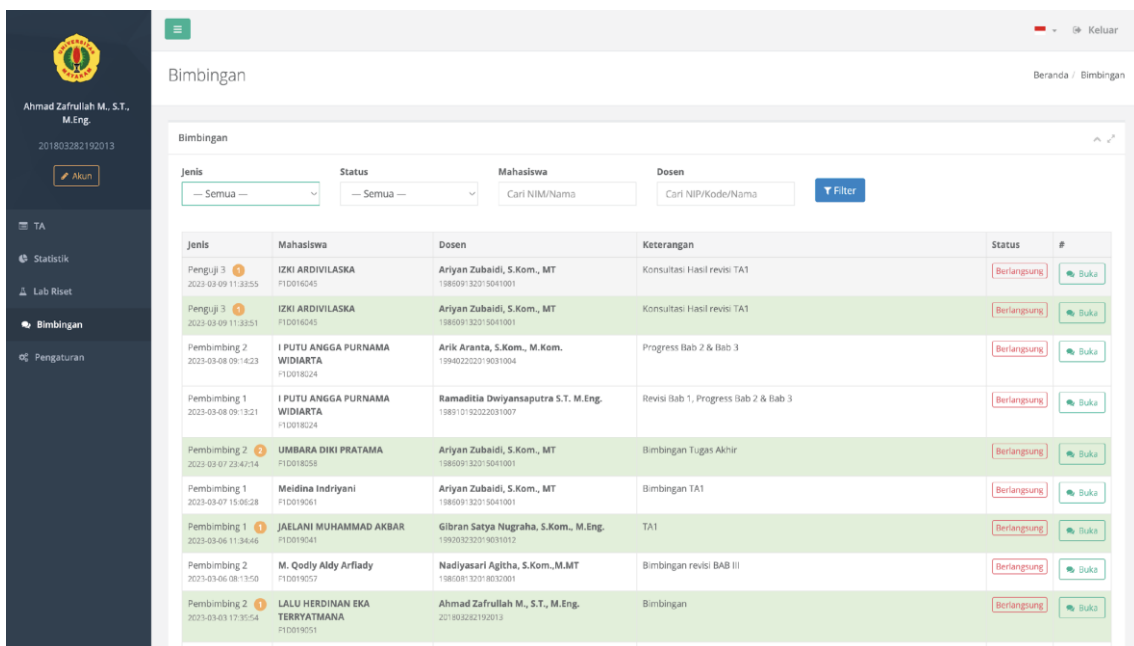 UNIVERSITAS MATARAM
Keluar
Bimbingan
Beranda / Bimbingan
Ahmad Zafrullah M., S.T.,
M.Eng.
201803282192013
Akun
TA
Statistik
Lab Riset
Bimbingan
Pengaturan
Bimbingan
Jenis Status Mahasiswa Dosen
--- Semua --- --- Semua --- Cari NIM/Nama Cari NIP/Kode/Nama Filter
Jenis Mahasiswa Dosen Keterangan Status #
Penguji 3 1 IZKI ARDIVILASKA Ariyan Zubaidi, S.Kom., MT Konsultasi Hasil revisi TA1 Berlangsung Buka
2023-03-09 11:33:55 F1D016045 198609132015041001
Penguji 3 1 IZKI ARDIVILASKA Ariyan Zubaidi, S.Kom., MT Konsultasi Hasil revisi TA1 Berlangsung Buka
2023-03-09 11:33:51 F1D016045 198609132015041001
Pembimbing 2 I PUTU ANGGA PURNAMA Arik Aranta, S.Kom., M.Kom. Progress Bab 2 & Bab 3 Berlangsung Buka
2023-03-08 09:14:23 WIDIARTA 199402202019031004
F1D018024
Pembimbing 1 I PUTU ANGGA PURNAMA Ramaditia Dwiyansaputra S.T. M.Eng. Revisi Bab 1, Progress Bab 2 & Bab 3 Berlangsung Buka
2023-03-08 09:13:21 WIDIARTA 198910192022031007
F1D018024
Pembimbing 2 2 UMBARA DIKI PRATAMA Ariyan Zubaidi, S.Kom., MT Bimbingan Tugas Akhir Berlangsung Buka
2023-03-07 23:47:14 F1D018058 198609132015041001
Pembimbing 1 Meidina Indriyani Ariyan Zubaidi, S.Kom., MT Bimbingan TA1 Berlangsung Buka
2023-03-07 15:06:28 F1D019061 198609132015041001
Pembimbing 1 1 JAELANI MUHAMMAD AKBAR Gibran Satya Nugraha, S.Kom., M.Eng. TA1 Berlangsung Buka
2023-03-06 11:34:46 F1D019041 199203232019031012
Pembimbing 2 M. Qodly Aldy Arfiady Nadiyasari Agitha, S.Kom.,M.MT Bimbingan revisi BAB III Berlangsung Buka
2023-03-06 08:13:50 F1D019057 198608132018032001
Pembimbing 2 1 LALU HERDINAN EKA Ahmad Zafrullah M., S.T., M.Eng. Bimbingan Berlangsung Buka
2023-03-03 17:35:54 TERRYATMANA 201803282192013
F1D019051